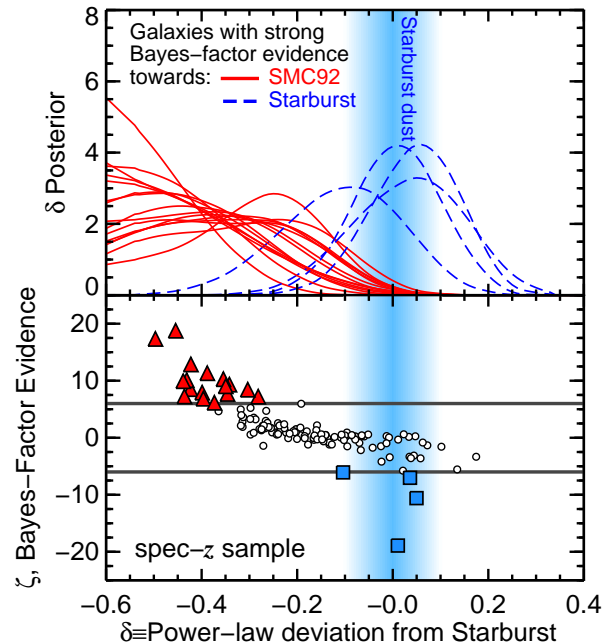 8
6
4
2
0
δ Posterior
Galaxies with strong
Bayes−factor evidence
towards:
SMC92
Starburst
Starburst dust
20
10
0
−10
−20
ζ, Bayes−Factor Evidence
spec−z sample
−0.6 −0.4 −0.2 −0.0 0.2 0.4
δ≡Power−law deviation from Starburst